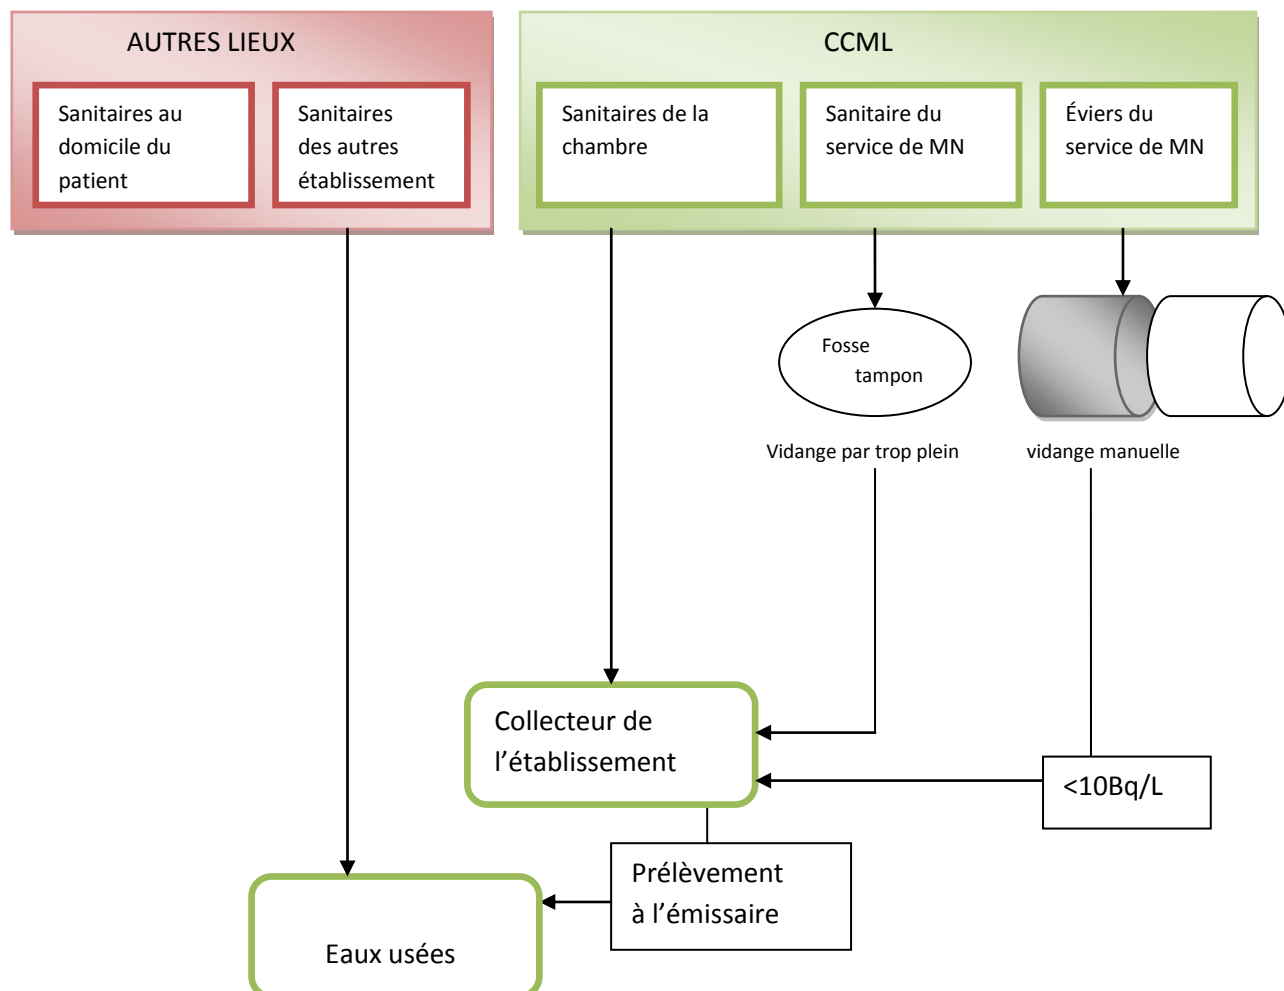 AUTRES LIEUX
Sanitaires au
domicile du
patient
Sanitaires
des autres
établissement
CCML
Sanitaires de la
chambre
Sanitaire du
service de MN
Éviers du
service de MN
Fosse
tampon
Vidange par trop plein
vidange manuelle
Collecteur de
l’établissement
<10Bq/L
Prélèvement
à l’émissaire
Eaux usées